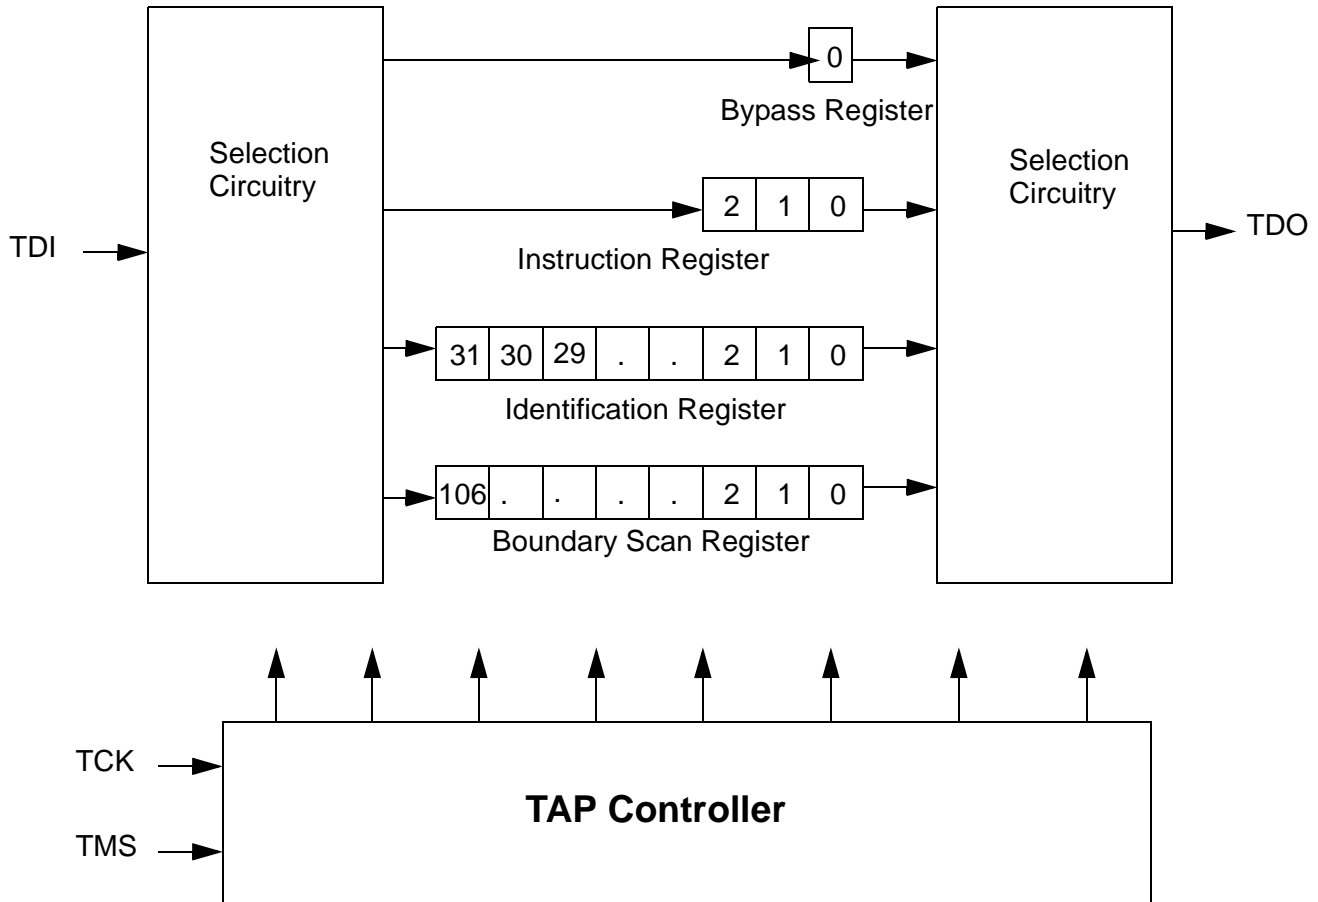 0
Bypass Register
Selection
Circuitry
Selection
Circuitry
2 1 0
TDI
TDO
Instruction Register
31 30 29 . . 2 1 0
Identification Register
106 . . . . 2 1 0
Boundary Scan Register
TCK
TAP Controller
TMS